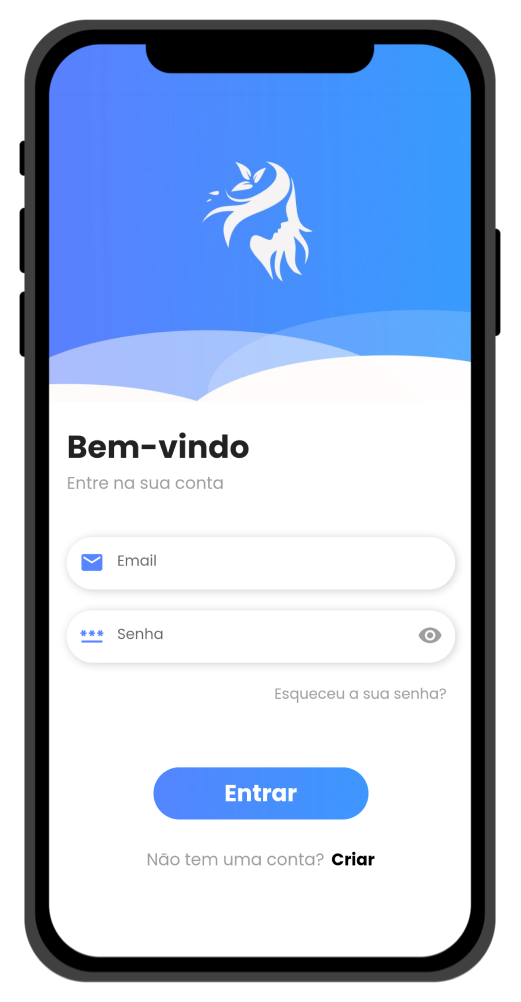 Bem-vindo
Entre na sua conta
Email
Senha
Esqueceu a sua senha?
Entrar
Não tem uma conta? Criar